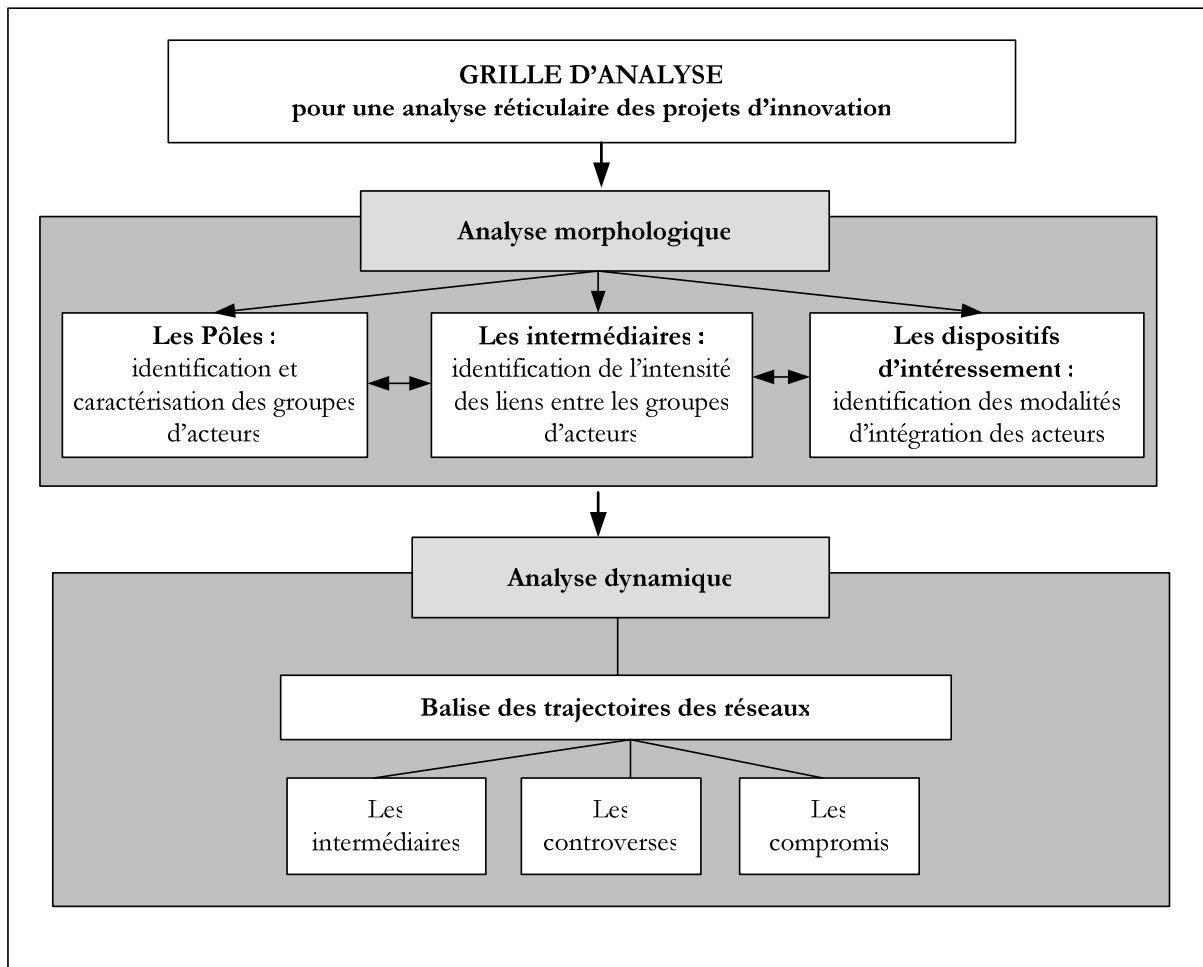 GRILLE D’ANALYSE
pour une analyse réticulaire des projets d’innovation
Analyse morphologique
Les Pôles :
identification et
caractérisation des groupes
d’acteurs
Les intermédiaires :
identification de l’intensité
des liens entre les groupes
d’acteurs
Les dispositifs
d’intéressement :
identification des modalités
d’intégration des acteurs
Analyse dynamique
Balise des trajectoires des réseaux
Les
intermédiaires
Les
controverses
Les
compromis